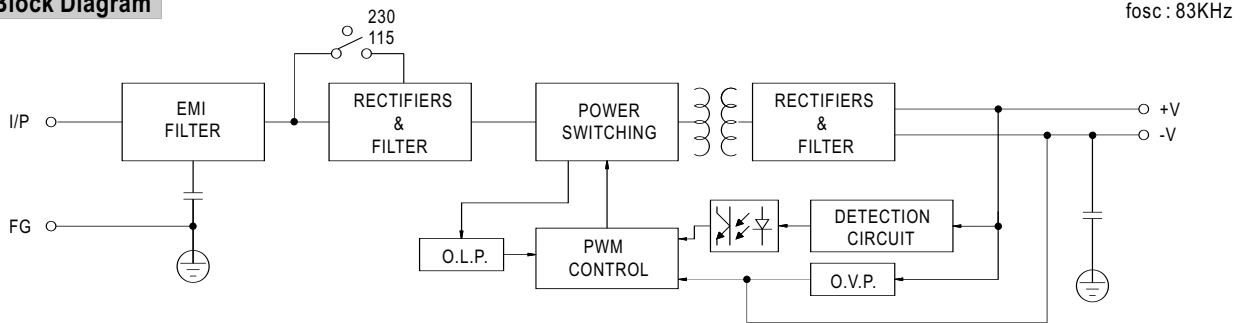 Block Diagram
fosc : 83KHz
230
115
I/P
EMI
FILTER
RECTIFIERS
&
FILTER
POWER
SWITCHING
RECTIFIERS
&
FILTER
+V
-V
FG
O.L.P.
PWM
CONTROL
DETECTION
CIRCUIT
O.V.P.